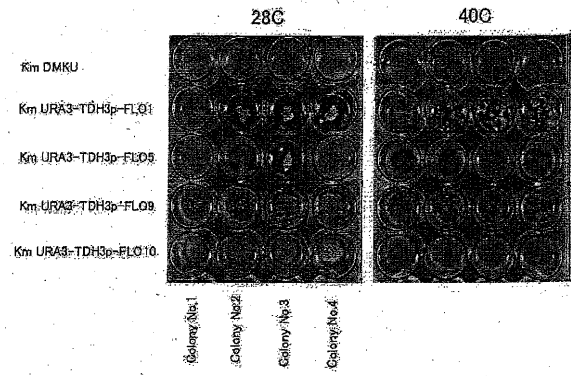 28C 40C
Km DMKU
Km URA3-TDH3p-FLO1
Km URA3-TDH3p-FLO5
Km URA3-TDH3p-FLO9
Km URA3-TDH3p-FLO10
Colony No.1
Colony No.2
Colony No.3
Colony No.4